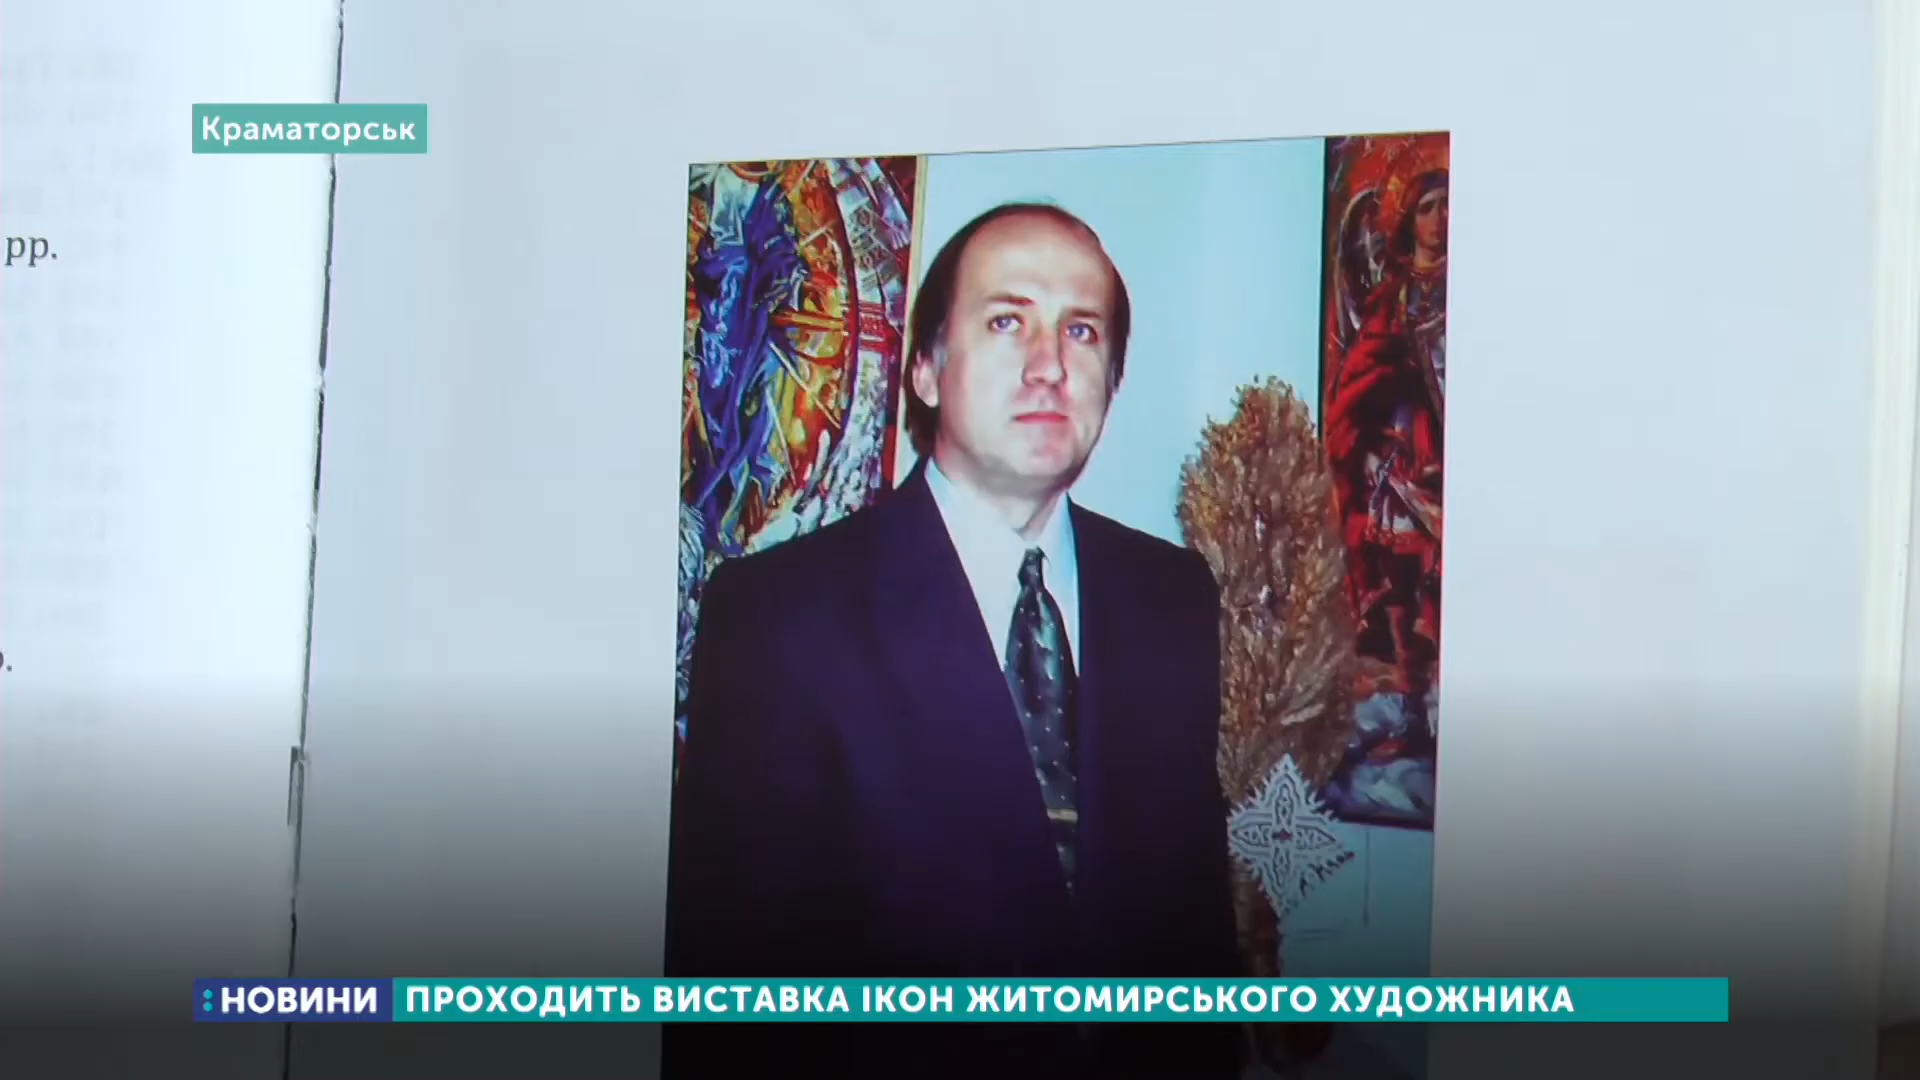 Краматорськ
рр.
НОВИНИ ПРОХОДИТЬ ВИСТАВКА ІКОН ЖИТОМИРСЬКОГО ХУДОЖНИКА